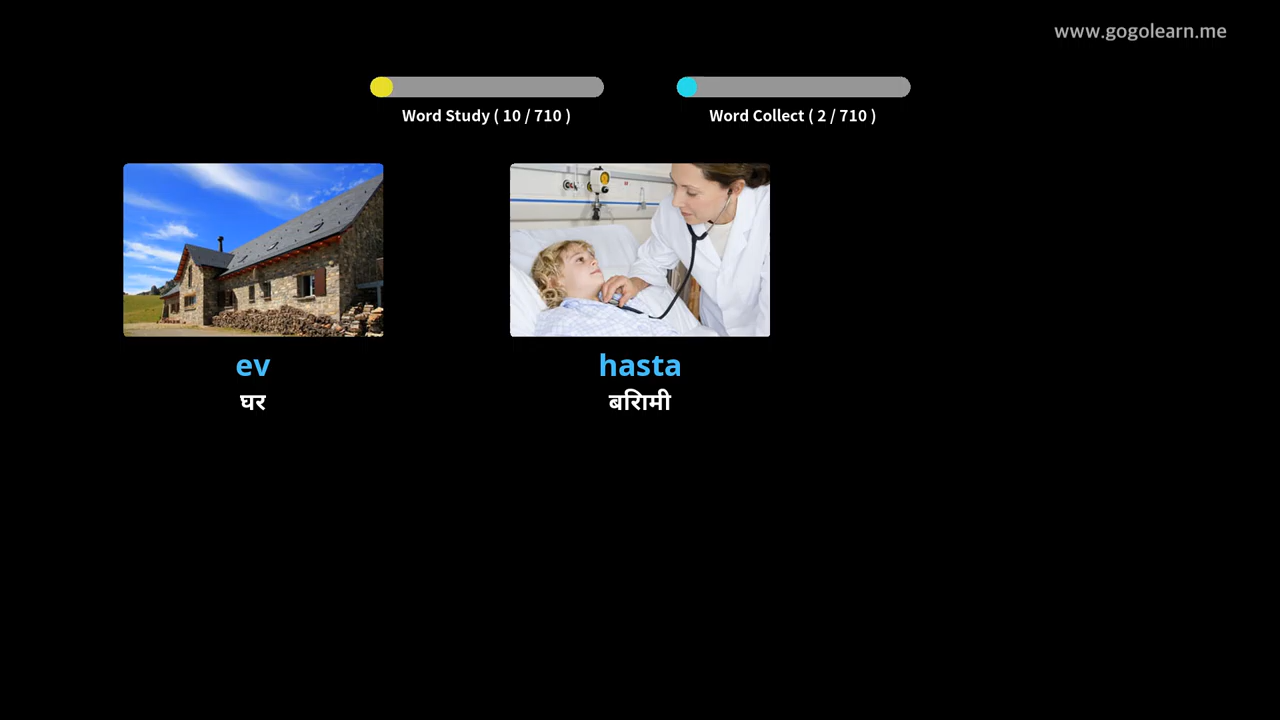 www.gogolearn.me
Word Study ( 10 / 710 )
Word Collect ( 2 / 710 )
ev
hasta
घर
बरिामी